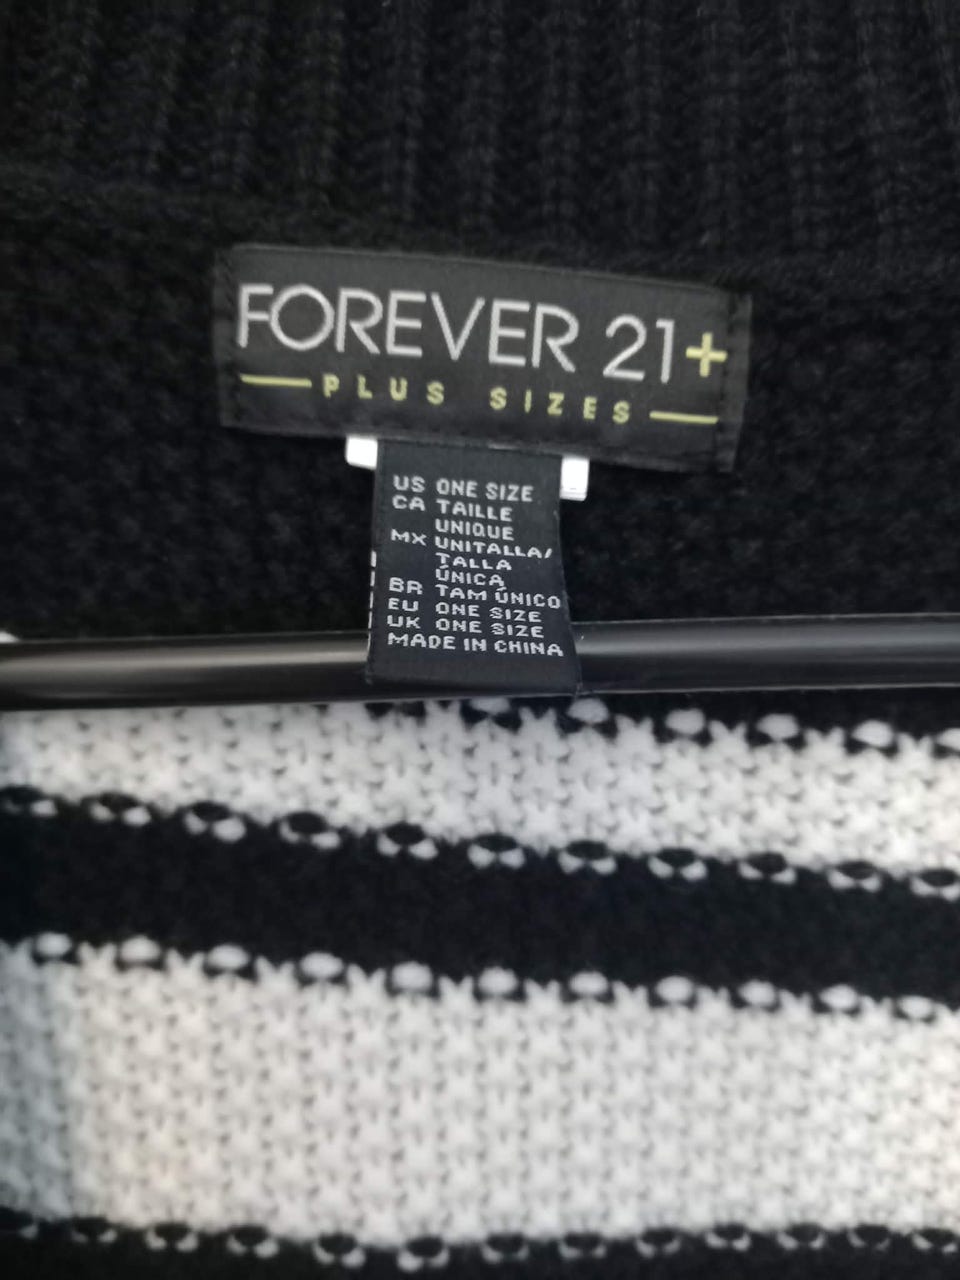 FOREVER 21+
PLUS SIZES
US ONE SIZE
CA TAILLE
UNIQUE
MX UNITALLA/
TALLA
ÚNICA
BR TAM ÚNICO
EU ONE SIZE
UK ONE SIZE
MADE IN CHINA